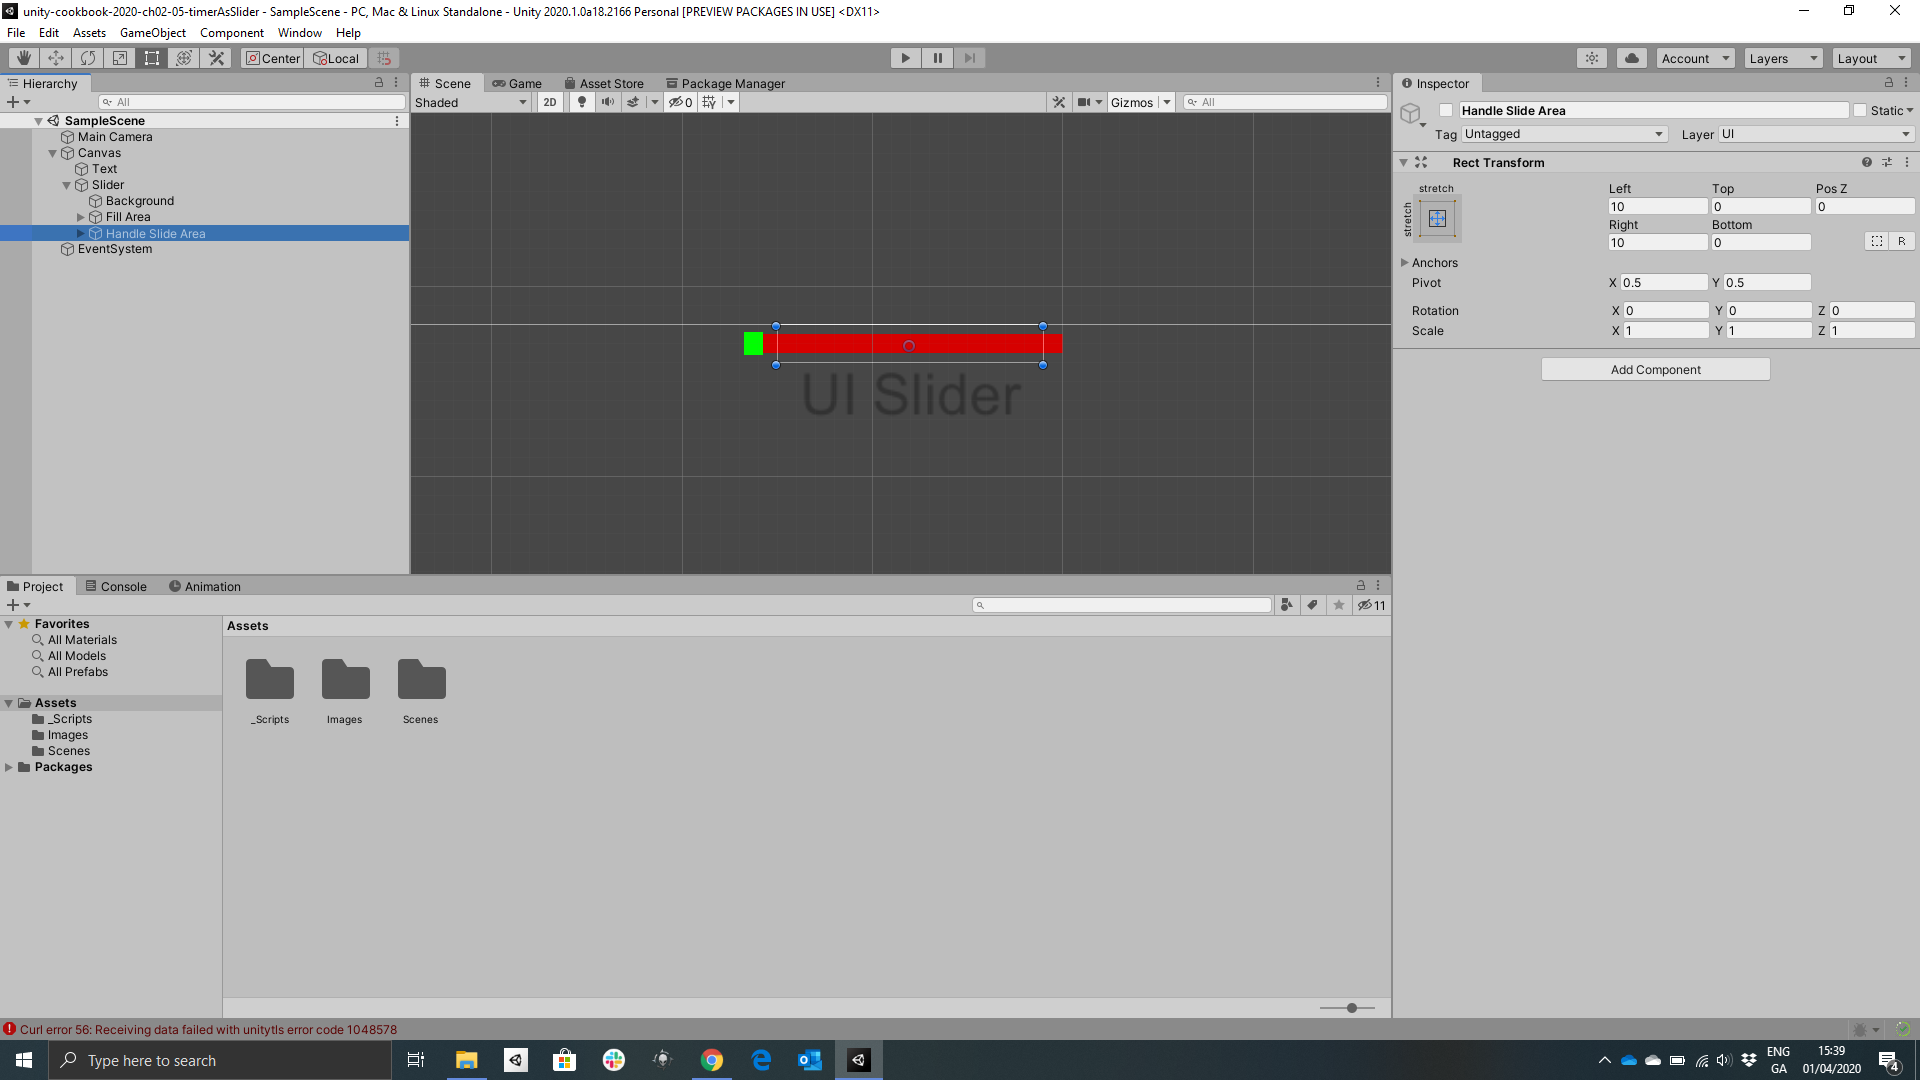 unity-cookbook-2020-ch02-05-timerAsSlider - SampleScene - PC, Mac & Linux Standalone - Unity 2020.1.0a18.2166 Personal [PREVIEW PACKAGES IN USE] <DX11>
File Edit Assets GameObject Component Window Help
Center Local Account Layers Layout
Hierarchy
All
SampleScene
Main Camera
Canvas
Text
Slider
Background
Fill Area
Handle Slide Area
EventSystem
Scene Game Asset Store Package Manager
Shaded 2D 0 Gizmos All
UI Slider
Inspector
Handle Slide Area Static
Tag Untagged Layer UI
Rect Transform
stretch
stretch
Left Top Pos Z
10 0 0
Right Bottom
10 0 R
Anchors
Pivot X 0.5 Y 0.5
Rotation X 0 Y 0 Z 0
Scale X 1 Y 1 Z 1
Add Component
Project Console Animation
11
Favorites
All Materials
All Models
All Prefabs
Assets
_Scripts
Images
Scenes
Packages
Assets
_Scripts Images Scenes
Curl error 56: Receiving data failed with unitytls error code 1048578
Type here to search
ENG
GA
15:39
01/04/2020
4